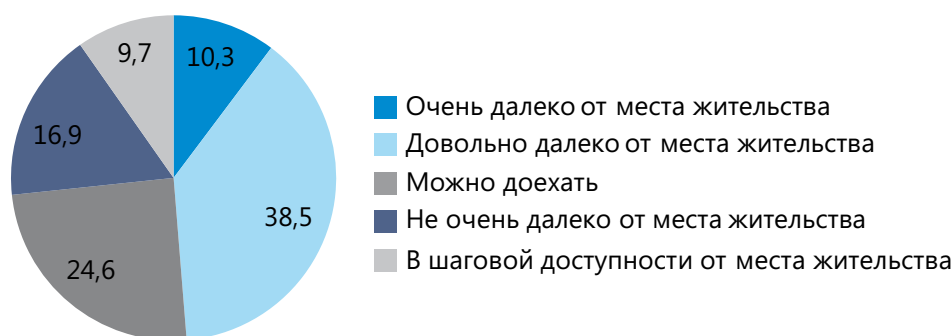 9,7
10,3
16,9
38,5
24,6
Очень далеко от места жительства
Довольно далеко от места жительства
Можно доехать
Не очень далеко от места жительства
В шаговой доступности от места жительства